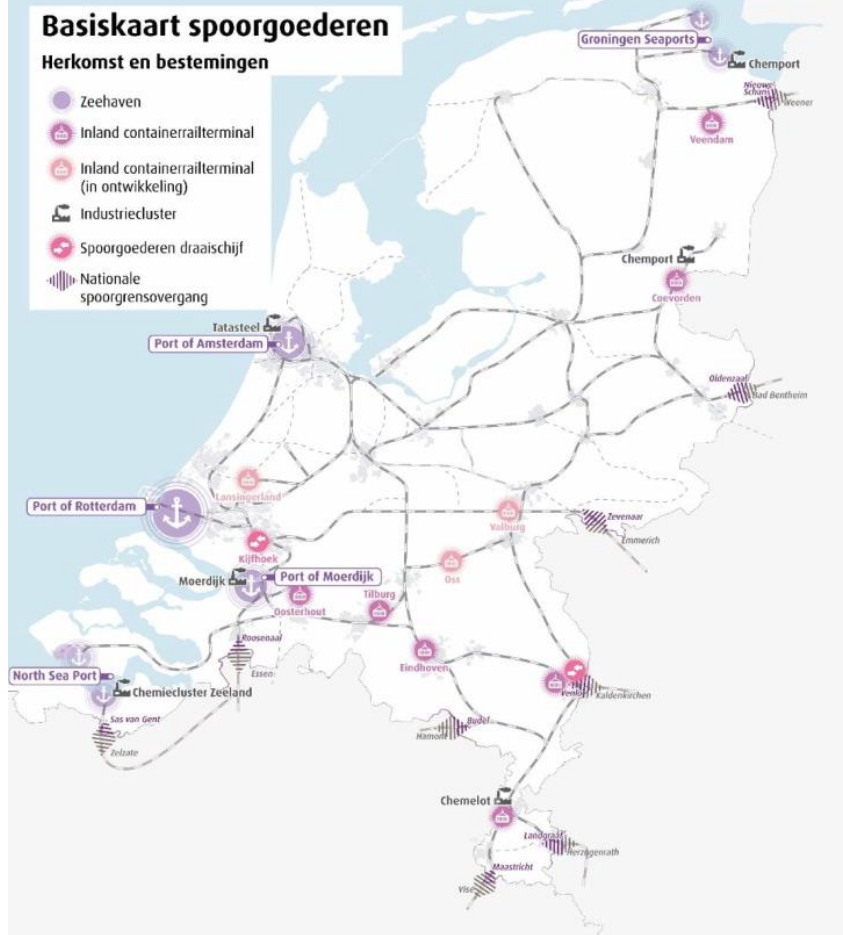 Basiskaart spoorgoederen
Herkomst en bestemingen
Zeehaven
Inland containerrailterminal
Inland containerrailterminal
(in ontwikkeling)
Industriecluster
Spoorgoederen draaischijf
Nationale
spoorgrensovergang
Groningen Seaports
Chemport
Nieuwe
Schans
Weener
Veendam
Chemport
Coevorden
Tatasteel
Port of Amsterdam
Oldenzaal
Bad Bentheim
Lansingerland
Port of Rotterdam
Valburg
Zevenaar
Emmerich
Kijfhoek
Oss
Moerdijk
Port of Moerdijk
Tilburg
Oosterhout
Roosenaal
Eindhoven
Essen
North Sea Port
Chemiecluster Zeeland
Venlo
Kaldenkirchen
Sas van Gent
Budel
Hamont
Zelzate
Chemelot
Landgraaf
Herzogenrath
Maastricht
Visé